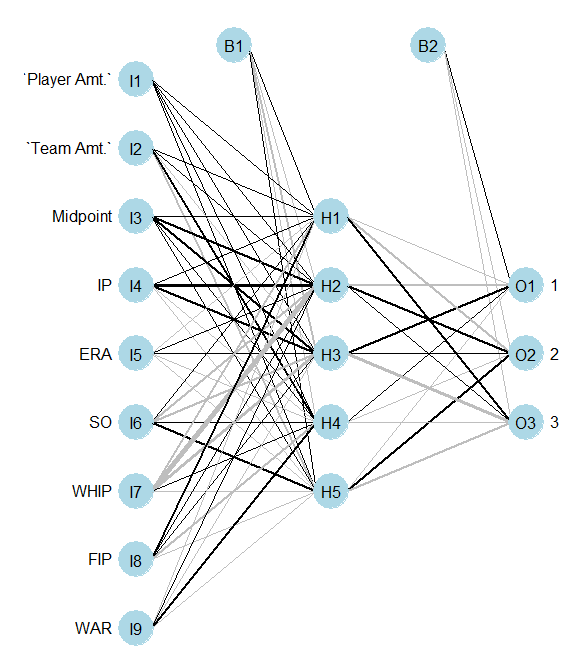 B1 B2
`Player Amt.` I1
`Team Amt.` I2
Midpoint I3 H1
IP I4 H2 O1 1
ERA I5 H3 O2 2
SO I6 H4 O3 3
WHIP I7 H5
FIP I8
WAR I9